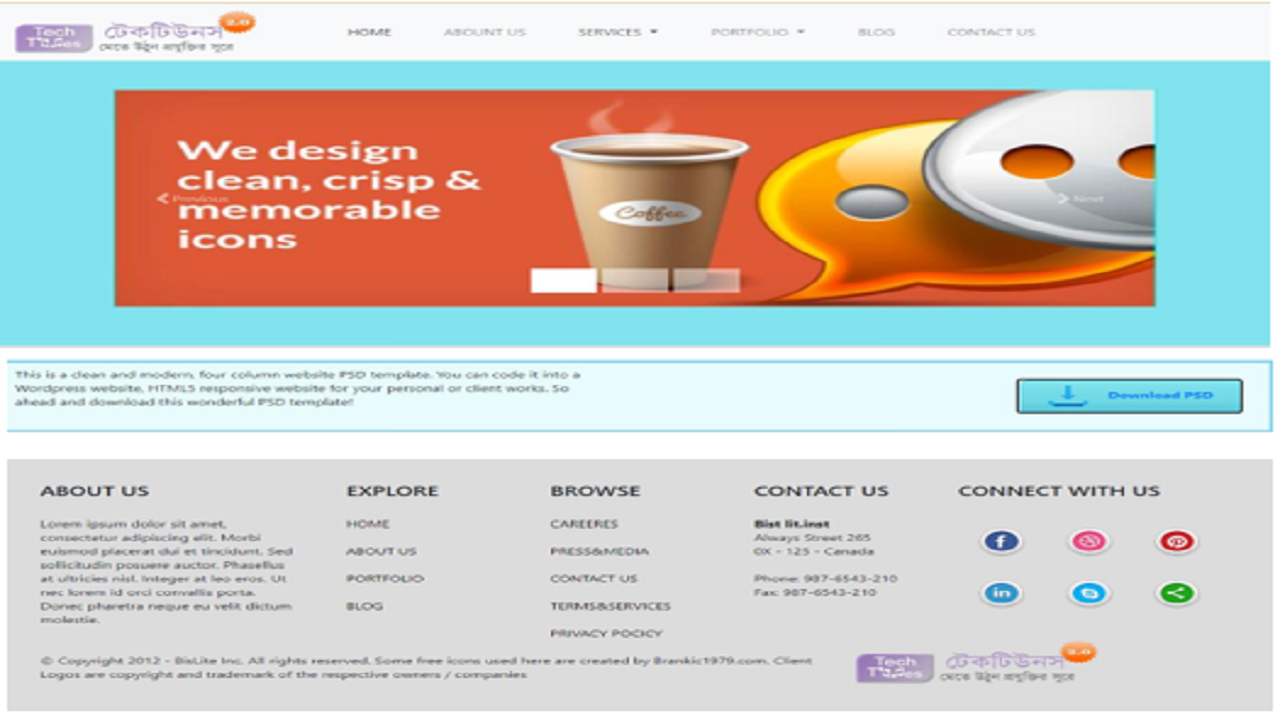 Tech
Tunes
টেকটিউনস
2.0
মেতে উঠুন প্রযুক্তির সুরে
HOME
ABOUNT US
SERVICES
PORTFOLIO
BLOG
CONTACT US
We design
clean, crisp &
memorable
icons
Previous
Coffee
Next
This is a clean and modern, four column website PSD template. You can code it into a
Wordpress website, HTML5 responsive website for your personal or client works. So
ahead and download this wonderful PSD template!
Download PSD
ABOUT US
Lorem ipsum dolor sit amet,
consectetur adipiscing elit. Morbi
euismod placerat dui et tincidunt. Sed
sollicitudin posuere auctor. Phasellus
at ultricies nisl. Integer at leo eros. Ut
nec lorem id orci convallis porta.
Donec pharetra neque eu velit dictum
molestie.
EXPLORE
HOME
ABOUT US
PORTFOLIO
BLOG
BROWSE
CAREERES
PRESS&MEDIA
CONTACT US
TERMS&SERVICES
PRIVACY POCICY
CONTACT US
Bist lit.inst
Always Street 265
0X - 125 - Canada
Phone: 987-6543-210
Fax: 987-6543-210
CONNECT WITH US
© Copyright 2012 - BisLite Inc. All rights reserved. Some free icons used here are created by Brankic1979.com. Client
Logos are copyright and trademark of the respective owners / companies
Tech
Tunes
টেকটিউনস
2.0
মেতে উঠুন প্রযুক্তির সুরে